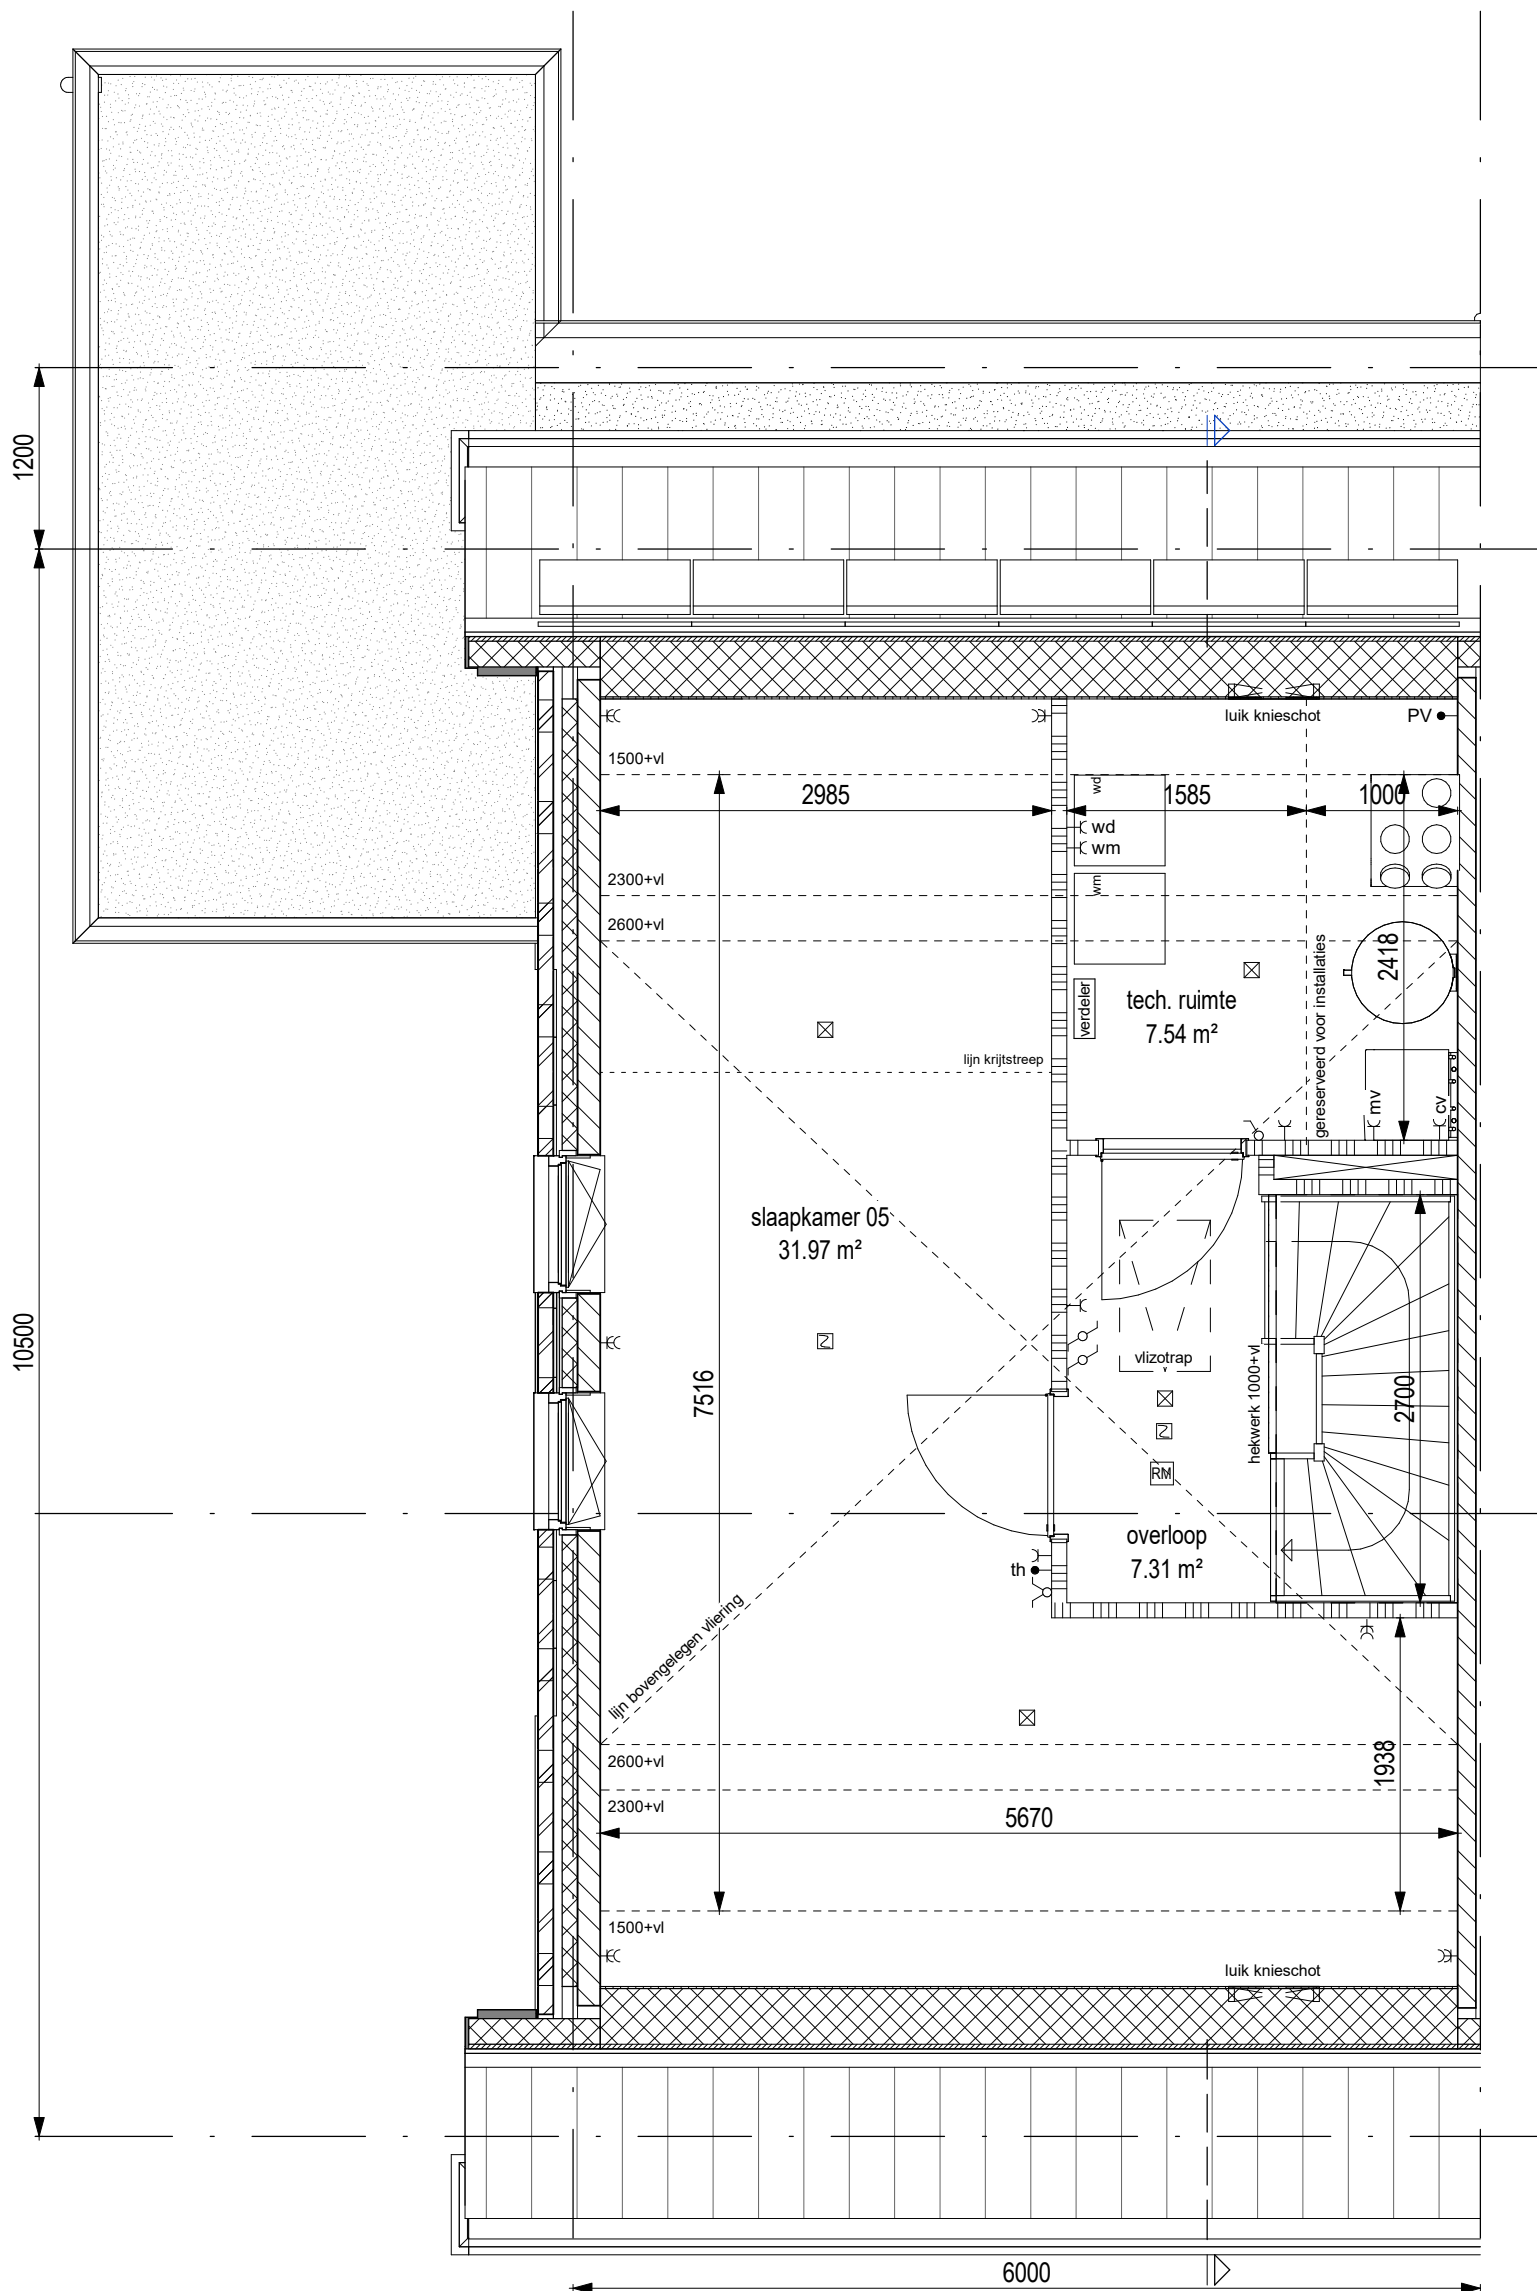 luik knieschot
PV
1500+vl
2985
1585
1000
wd
wd
wm
2300+vl
wm
2600+vl
1200
gereserveerd voor installaties
2418
verdeler
tech. ruimte
7.54 m²
lijn krijtstreep
mv
cv
slaapkamer 05
31.97 m²
10500
7516
vlizotrap
hekwerk 1000+vl
2700
RM
overloop
7.31 m²
th
lijn bovengelegen vliering
2600+vl
1938
2300+vl
5670
1500+vl
luik knieschot
6000